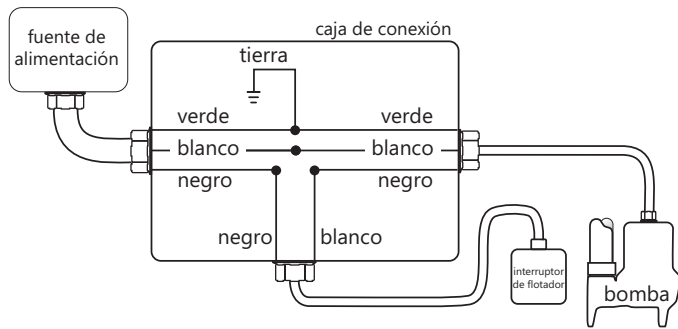 fuente de
alimentación
caja de conexión
tierra
verde
verde
blanco
blanco
negro
negro
negro
blanco
interruptor
de flotador
bomba